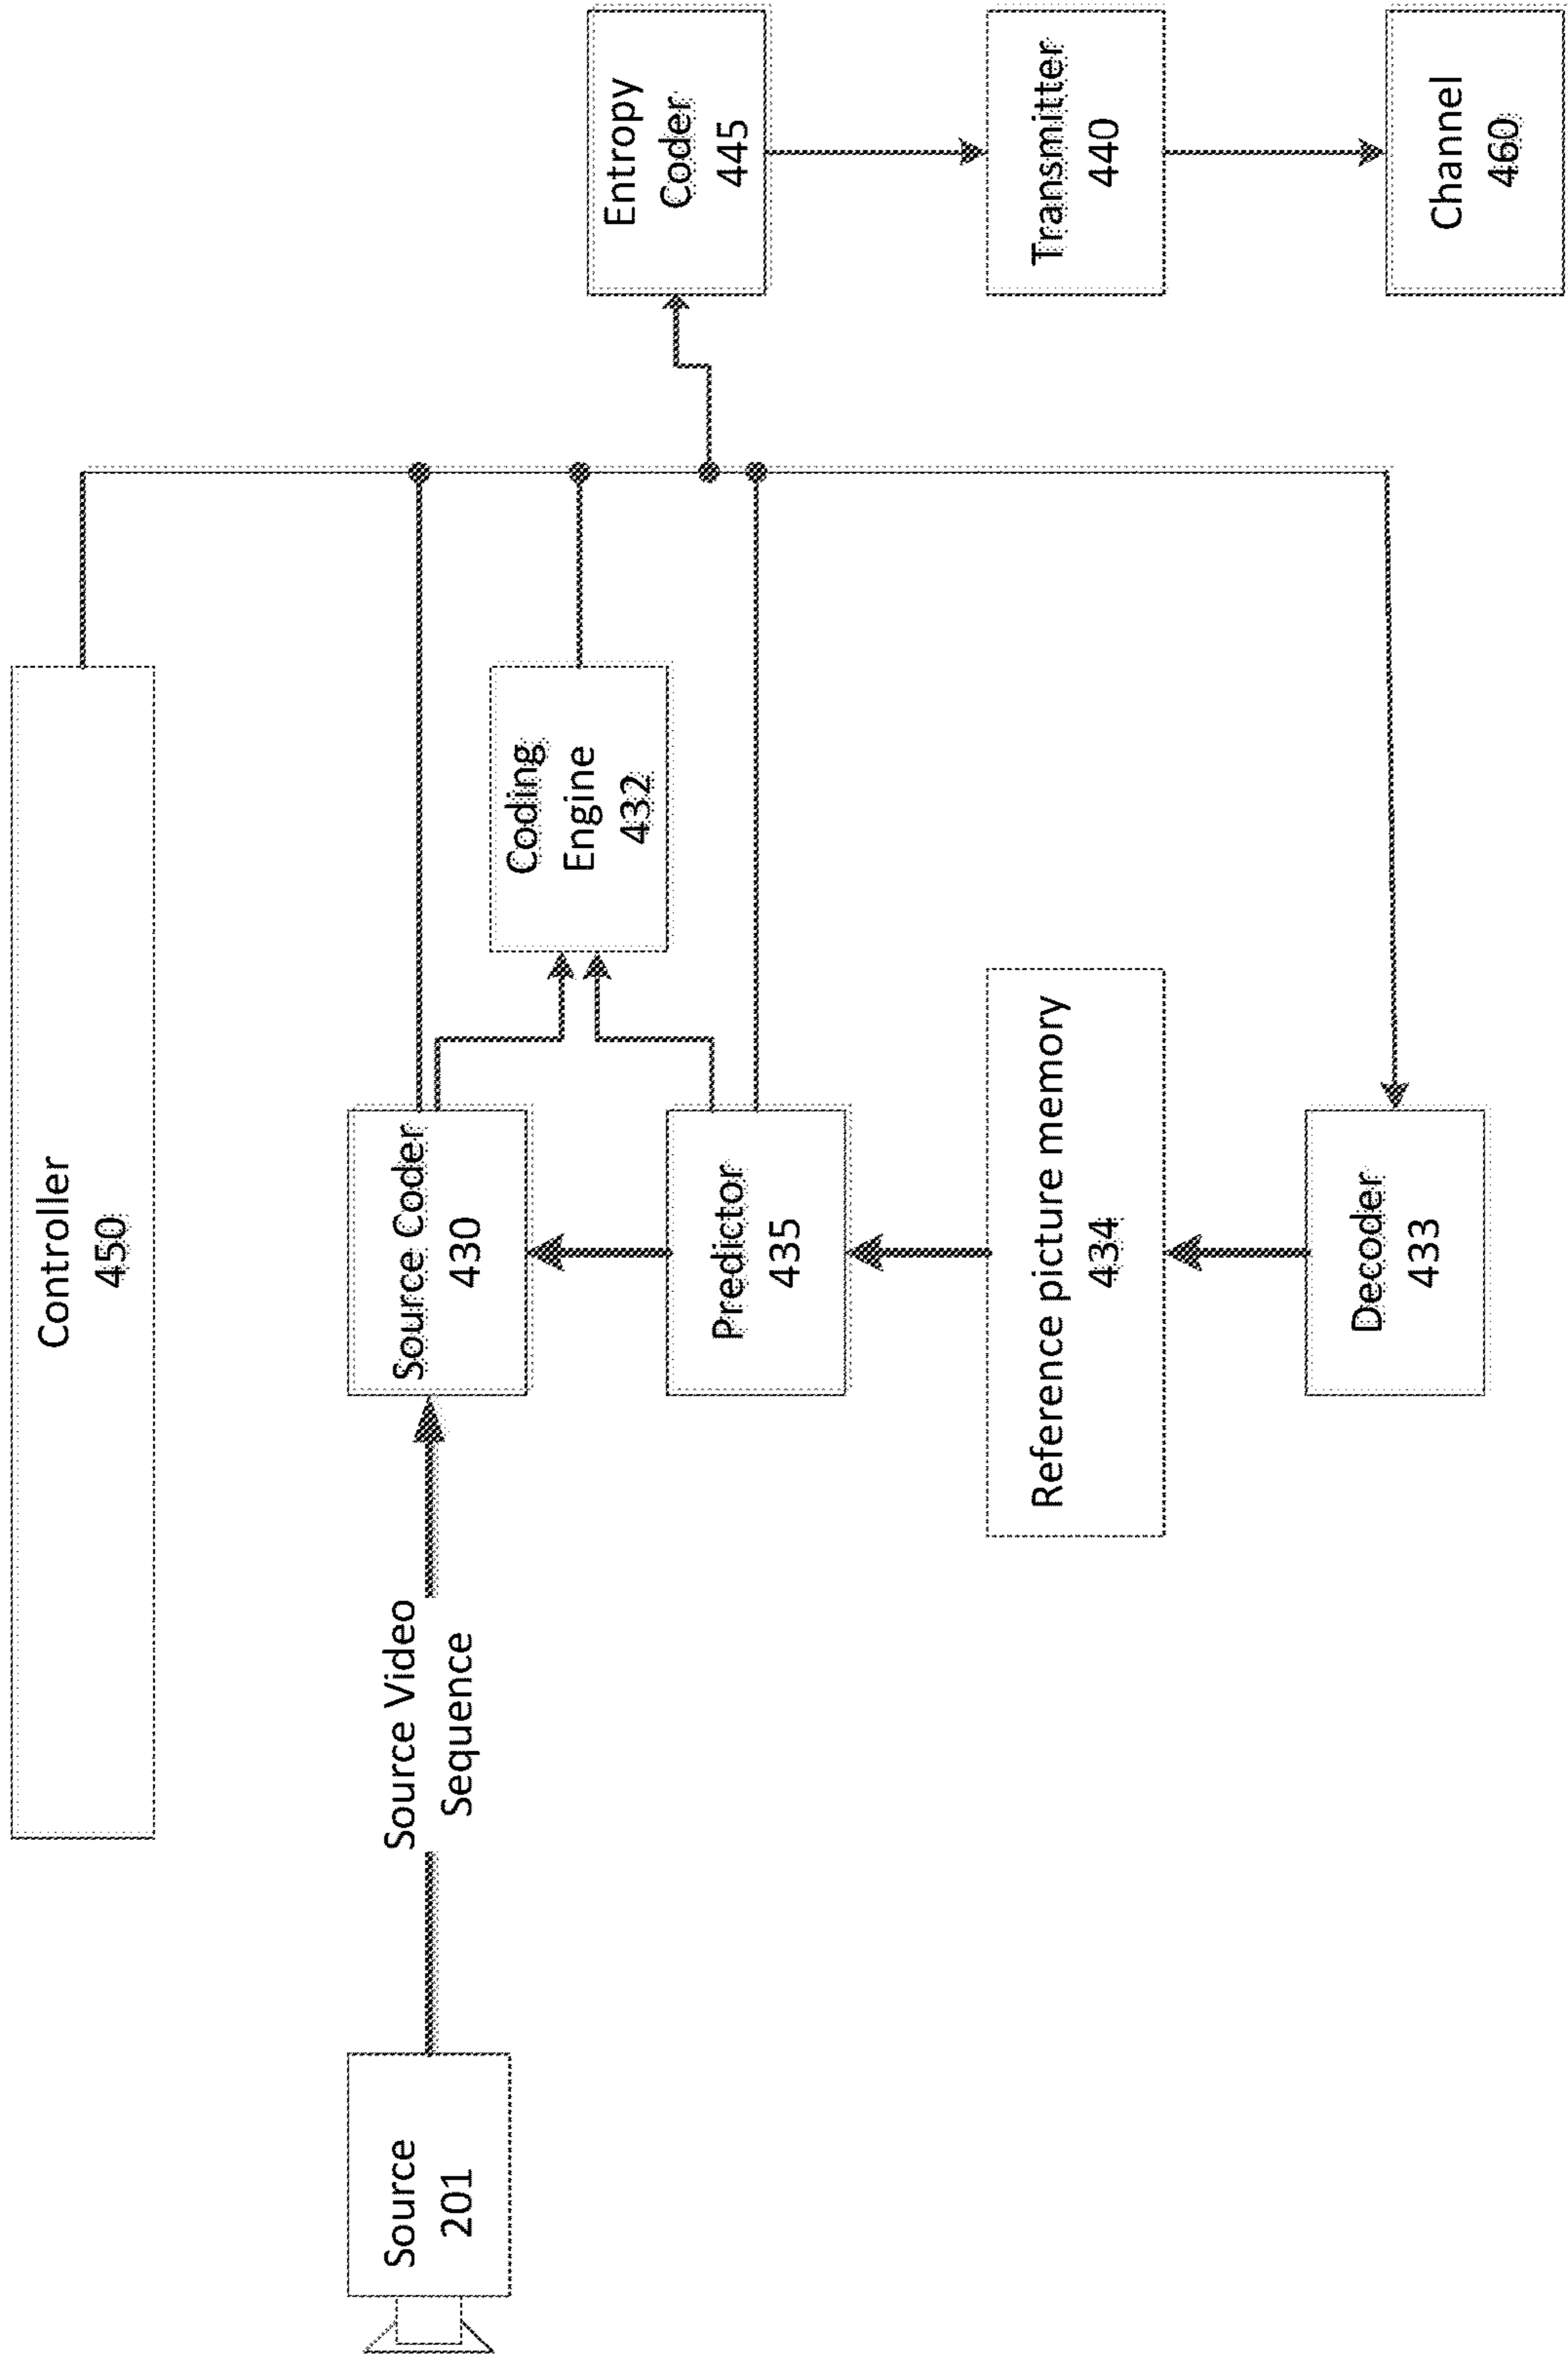 Controller
450
Source
201
Source Video
Sequence
Source Coder
430
Coding
Engine
432
Predictor
435
Reference picture memory
434
Decoder
433
Entropy
Coder
445
Transmitter
440
Channel
460